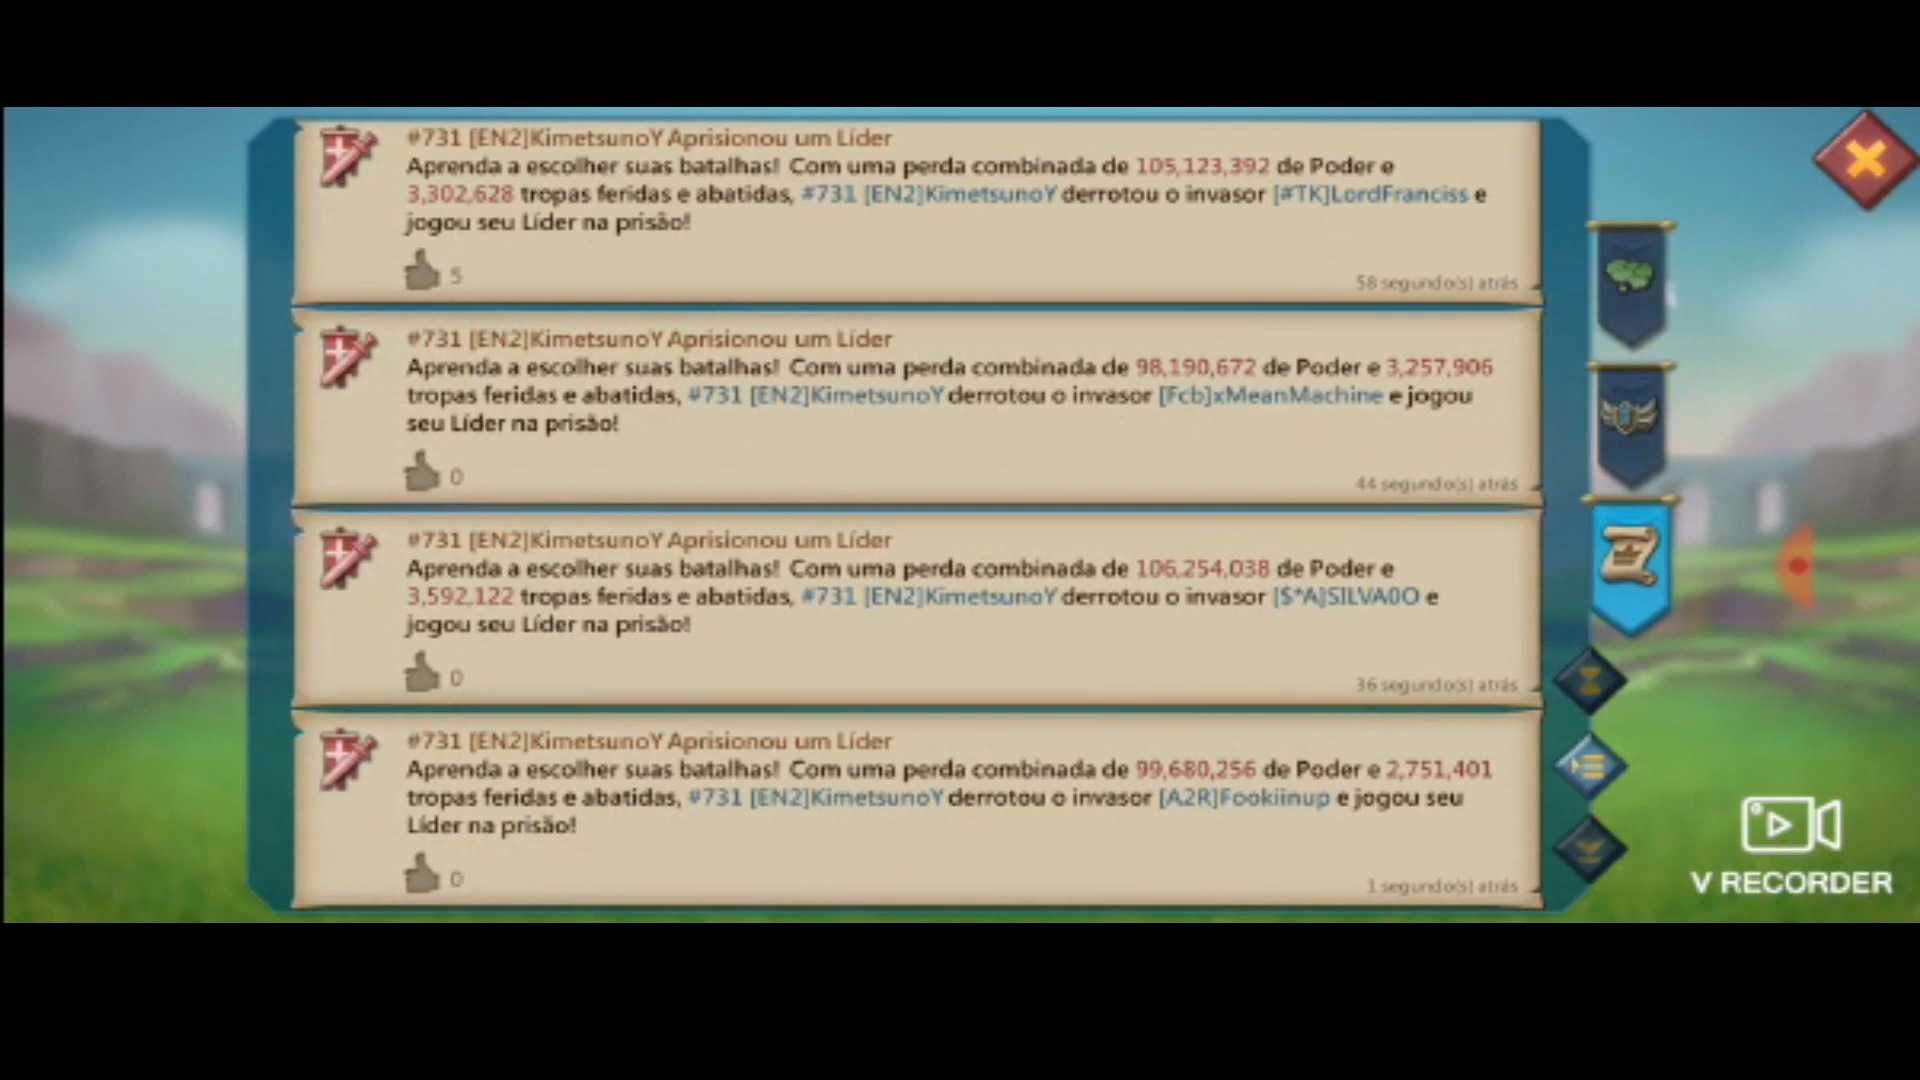 #731 [EN2]KimetsunoY Aprisionou um Líder
Aprenda a escolher suas batalhas! Com uma perda combinada de 105,123,392 de Poder e
3,302,628 tropas feridas e abatidas, #731 [EN2]KimetsunoY derrotou o invasor [#TK]LordFranciss e
jogou seu Líder na prisão!
5
58 segundo(s) atrás
#731 [EN2]KimetsunoY Aprisionou um Líder
Aprenda a escolher suas batalhas! Com uma perda combinada de 98,190,672 de Poder e 3,257,906
tropas feridas e abatidas, #731 [EN2]KimetsunoY derrotou o invasor [Fcb]xMeanMachine e jogou
seu Líder na prisão!
0
44 segundo(s) atrás
#731 [EN2]KimetsunoY Aprisionou um Líder
Aprenda a escolher suas batalhas! Com uma perda combinada de 106,254,038 de Poder e
3,592,122 tropas feridas e abatidas, #731 [EN2]KimetsunoY derrotou o invasor [S*A]SILVA0O e
jogou seu Líder na prisão!
0
36 segundo(s) atrás
#731 [EN2]KimetsunoY Aprisionou um Líder
Aprenda a escolher suas batalhas! Com uma perda combinada de 99,680,256 de Poder e 2,751,401
tropas feridas e abatidas, #731 [EN2]KimetsunoY derrotou o invasor [A2R]Fookiinup e jogou seu
Líder na prisão!
0
1 segundo(s) atrás
V RECORDER